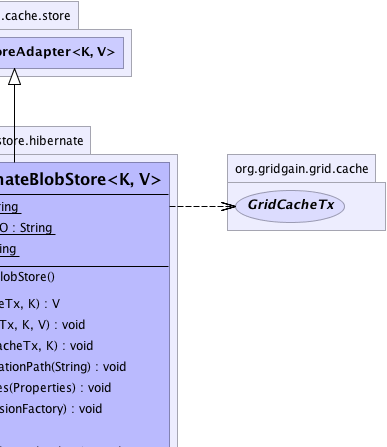 .cache.store
oreAdapter<K, V>
store.hibernate
nateBlobStore<K, V>
org.gridgain.grid.cache
GridCacheTx
ring
O : String
ing
lobStore()
eTx, K) : V
Tx, K, V) : void
acheTx, K) : void
ationPath(String) : void
es(Properties) : void
sionFactory) : void